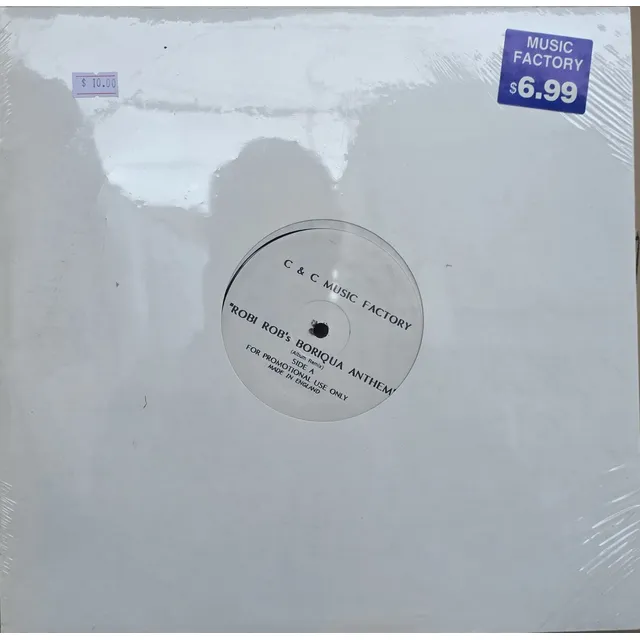 MUSIC
FACTORY
$6.99
$ 10.00
C & C MUSIC FACTORY
"ROBI ROB's BORIQUA ANTHEM"
(Album Remix)
SIDE A
FOR PROMOTIONAL USE ONLY
MADE IN ENGLAND